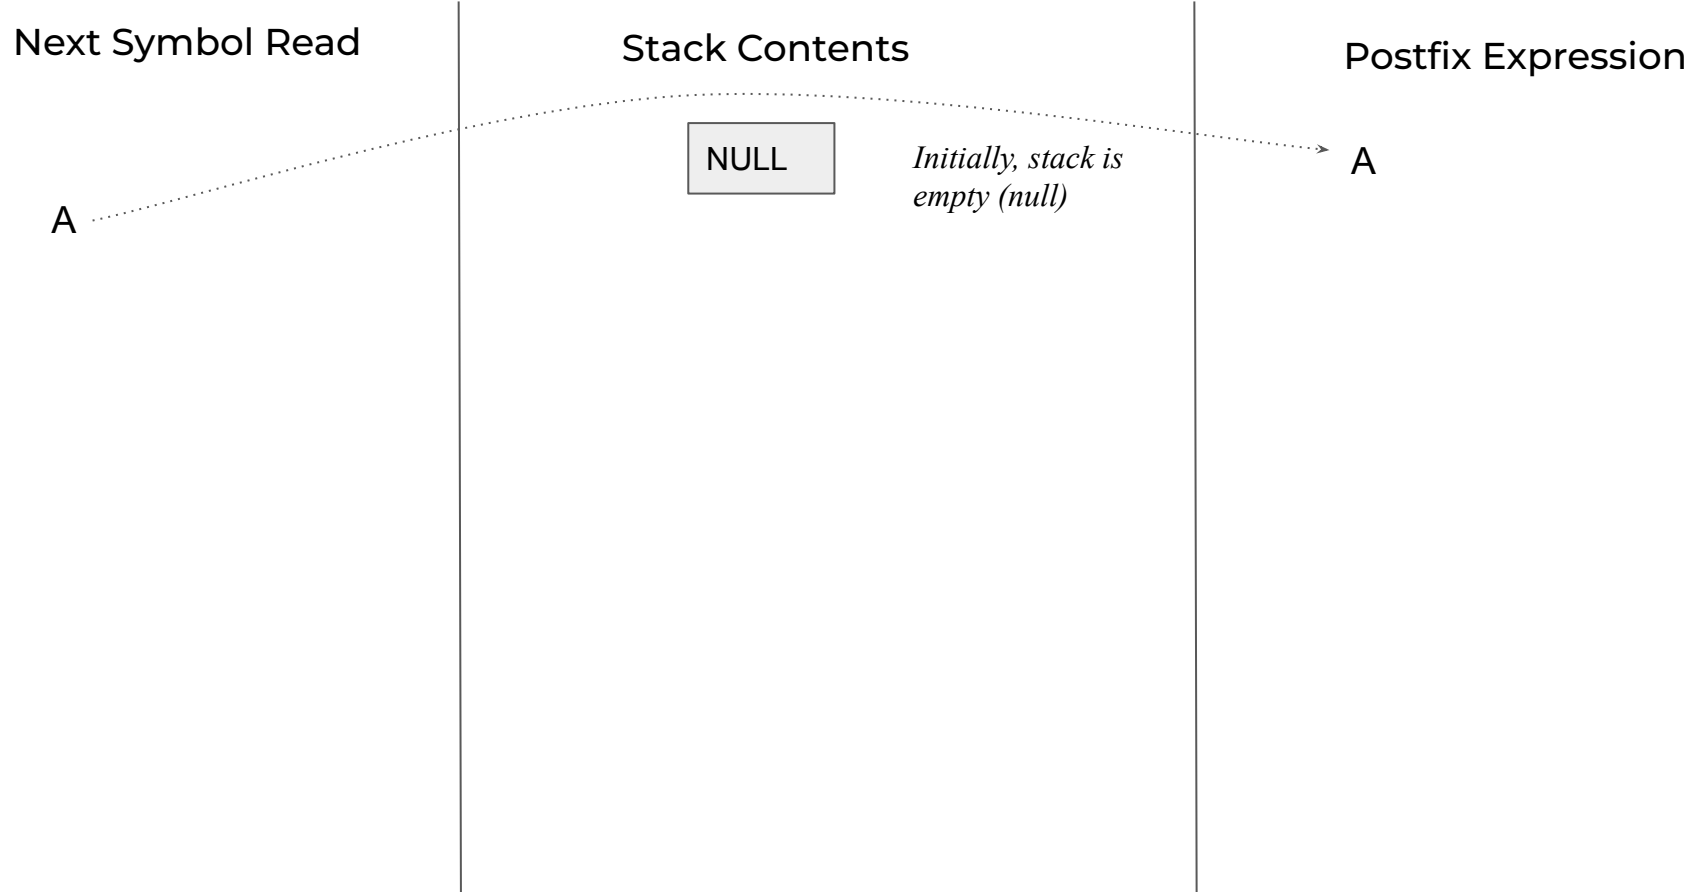 Next Symbol Read
Stack Contents
Postfix Expression
A
NULL
Initially, stack is
empty (null)
A